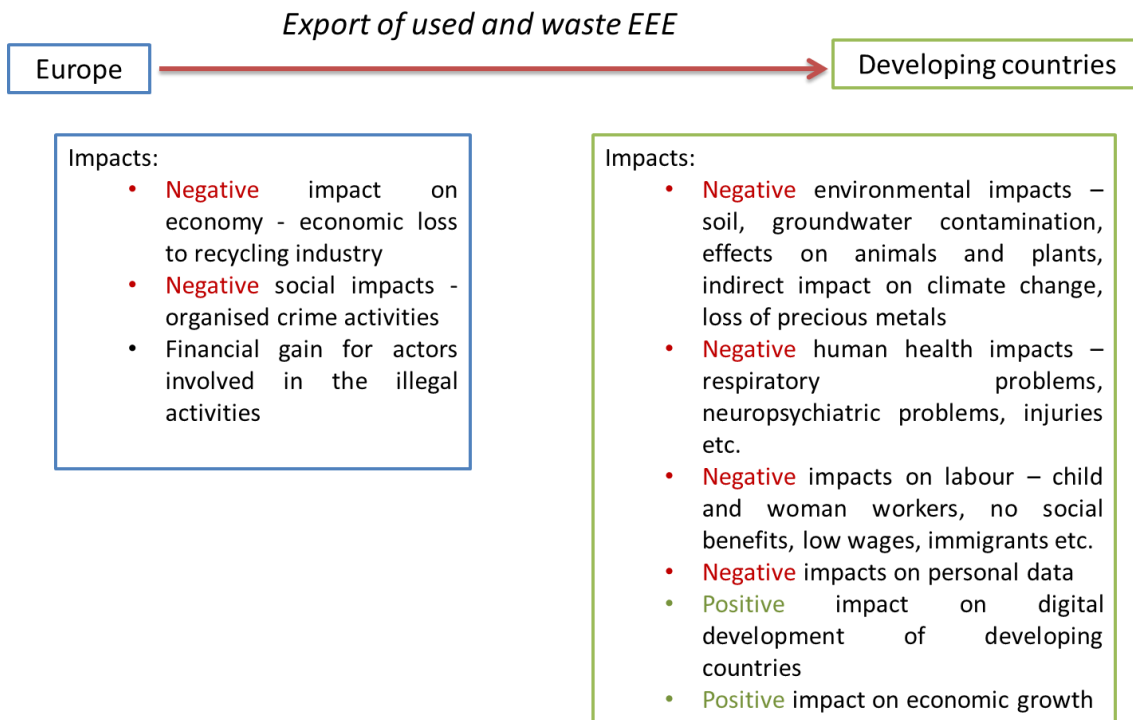 Export of used and waste EEE
Europe
Developing countries
Impacts:
• Negative impact on
economy - economic loss
to recycling industry
• Negative social impacts -
organised crime activities
• Financial gain for actors
involved in the illegal
activities
Impacts:
• Negative environmental impacts –
soil, groundwater contamination,
effects on animals and plants,
indirect impact on climate change,
loss of precious metals
• Negative human health impacts –
respiratory problems,
neuropsychiatric problems, injuries
etc.
• Negative impacts on labour – child
and woman workers, no social
benefits, low wages, immigrants etc.
• Negative impacts on personal data
• Positive impact on digital
development of developing
countries
• Positive impact on economic growth